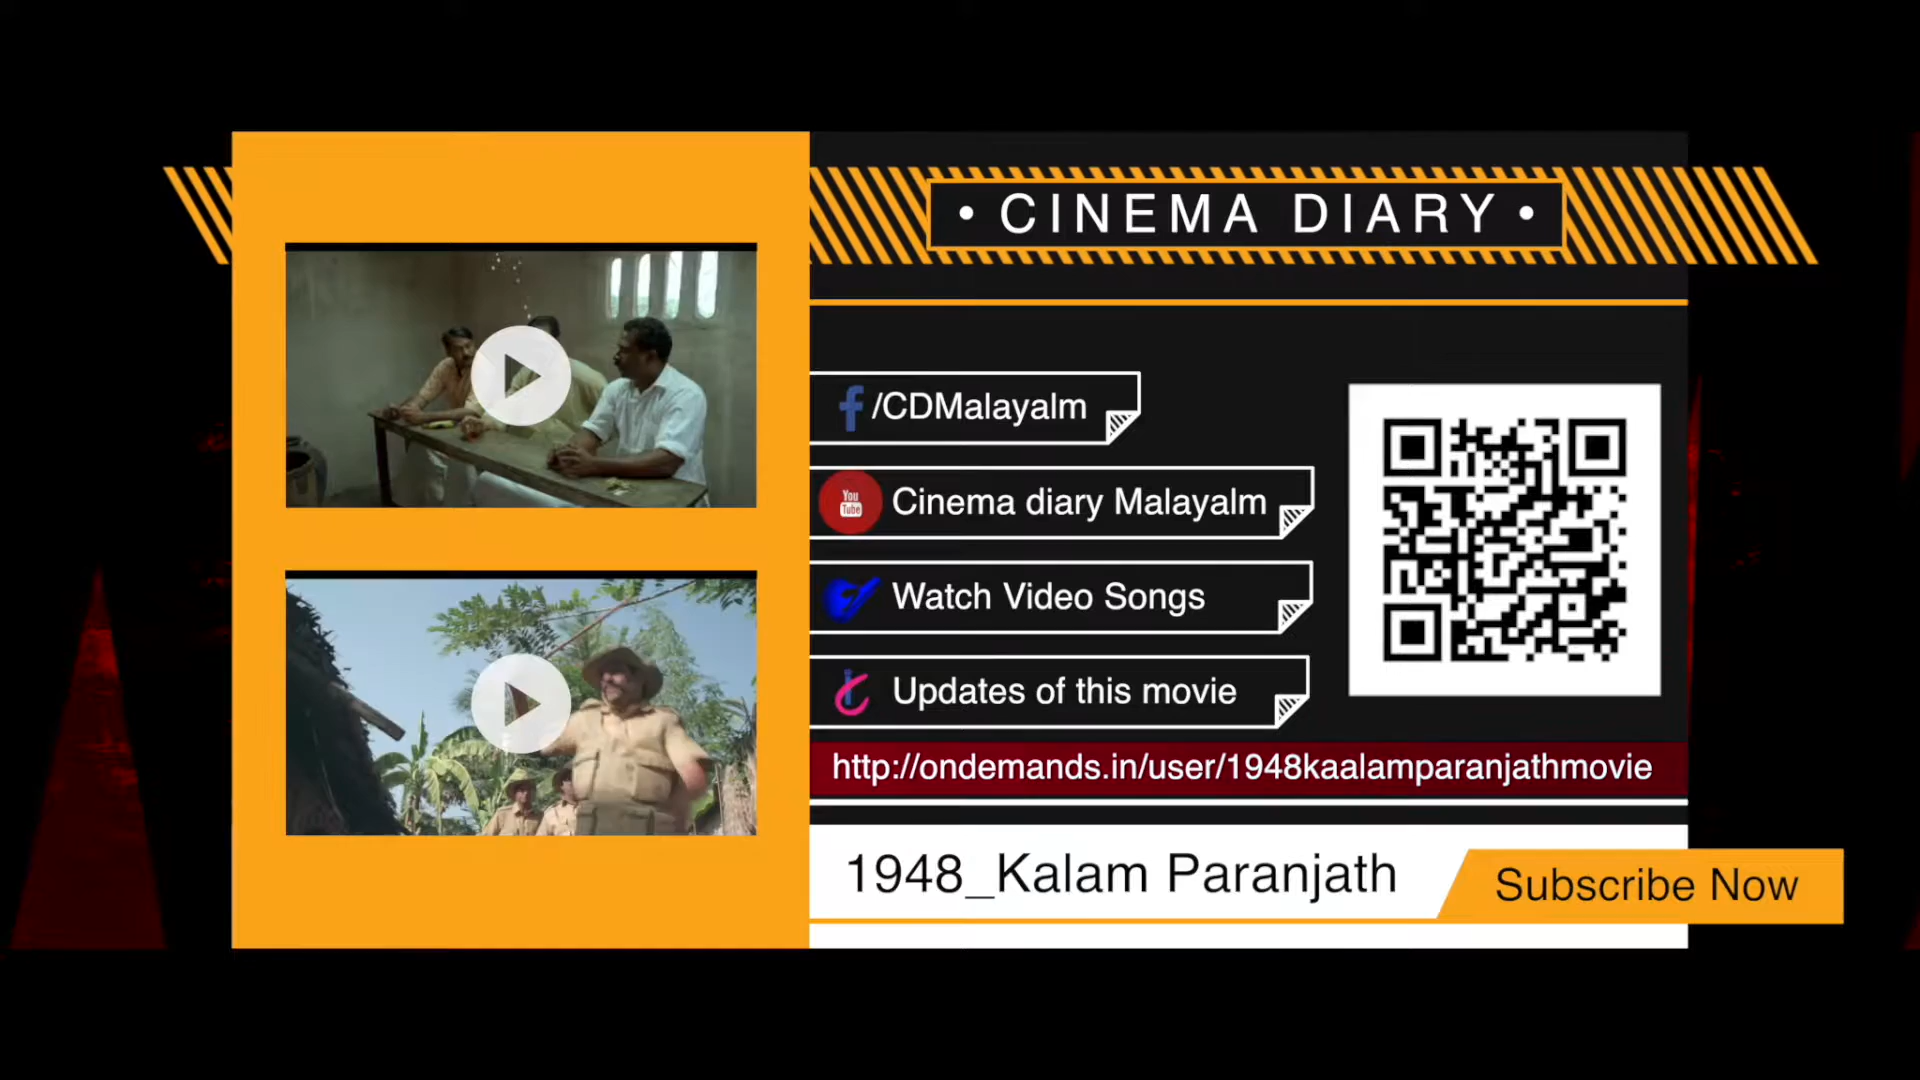 • CINEMA DIARY •
/CDMalayalm
You
Tube
Cinema diary Malayalm
Watch Video Songs
Updates of this movie
http://ondemands.in/user/1948kaalamparanjathmovie
1948_Kalam Paranjath
Subscribe Now